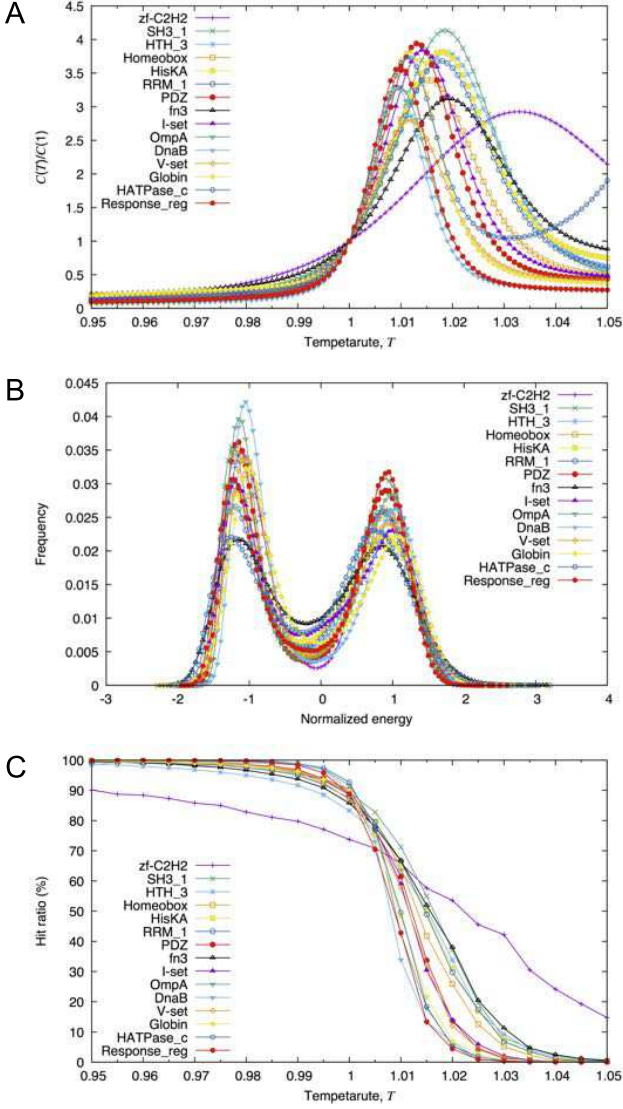 A
C(T)/C(1)
4.5
4
3.5
3
2.5
2
1.5
1
0.5
0
zf-C2H2
SH3_1
HTH_3
Homeobox
HisKA
RRM_1
PDZ
fn3
I-set
OmpA
DnaB
V-set
Globin
HATPase_c
Response_reg
0.95 0.96 0.97 0.98 0.99 1 1.01 1.02 1.03 1.04 1.05
Tempetarute, T
B
Frequency
0.045
0.04
0.035
0.03
0.025
0.02
0.015
0.01
0.005
0
zf-C2H2
SH3_1
HTH_3
Homeobox
HisKA
RRM_1
PDZ
fn3
I-set
OmpA
DnaB
V-set
Globin
HATPase_c
Response_reg
-3 -2 -1 0 1 2 3 4
Normalized energy
C
Hit ratio (%)
100
90
80
70
60
50
40
30
20
10
0
zf-C2H2
SH3_1
HTH_3
Homeobox
HisKA
RRM_1
PDZ
fn3
I-set
OmpA
DnaB
V-set
Globin
HATPase_c
Response_reg
0.95 0.96 0.97 0.98 0.99 1 1.01 1.02 1.03 1.04 1.05
Tempetarute, T